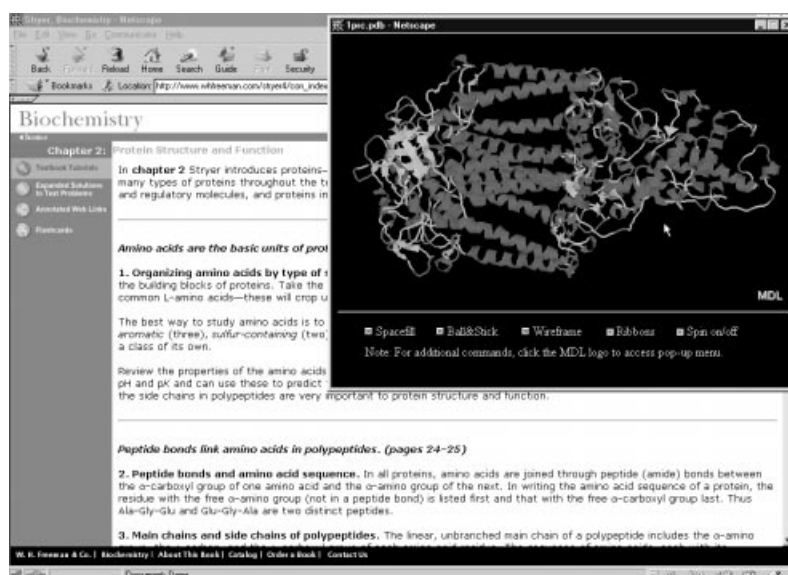 Stryer, Biochemistry - Netscape
File Edit View Go Communicator Help
Back Forward Reload Home Search Guide Print Security
Bookmarks Location: http://www.whfreeman.com/stryer4/con_index
Biochemistry
Chapter 2: Protein Structure and Function
Textbook Tutorials
Expanded Solutions
to Text Problems
Annotated Web Links
Flashcards
In chapter 2 Stryer introduces proteins—
many types of proteins throughout the
and regulatory molecules, and proteins in
Amino acids are the basic units of
1. Organizing amino acids by type of
the building blocks of proteins. Take the
common L-amino acids—these will crop
The best way to study amino acids is to
aromatic (three), sulfur-containing (two)
a class of its own.
Review the properties of the amino acids
pH and pK and can use these to predict
the side chains in polypeptides are very important to protein structure and function.
Peptide bonds link amino acids in polypeptides. (pages 24-25)
2. Peptide bonds and amino acid sequence. In all proteins, amino acids are joined through peptide (amide) bonds between
the α-carboxyl group of one amino acid and the α-amino group of the next. In writing the amino acid sequence of a protein, the
residue with the free α-amino group (not in a peptide bond) is listed first and that with the free α-carboxyl group last. Thus
Ala-Gly-Glu and Glu-Gly-Ala are two distinct peptides.
3. Main chains and side chains of polypeptides. The linear, unbranched main chain of a polypeptide includes the α-amino
W. H. Freeman & Co. | Biochemistry | About This Book | Catalog | Order a Book | Contact Us
Document: Done
1prc.pdb - Netscape
MDL
Spacefill Ball&Stick Wireframe Ribbons Spin on/off
Note: For additional commands, click the MDL logo to access pop-up menu.